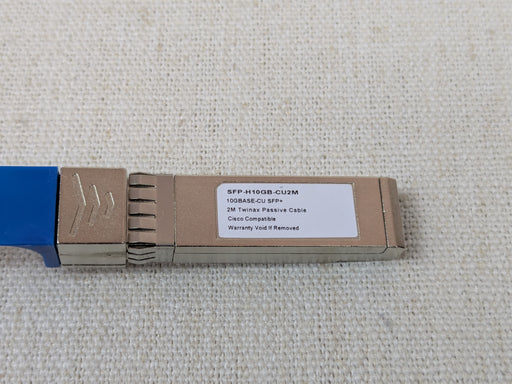 SFP-H10GB-CU2M
10GBASE-CU SFP+
2M Twinax Passive Cable
Cisco Compatible
Warranty Void If Removed